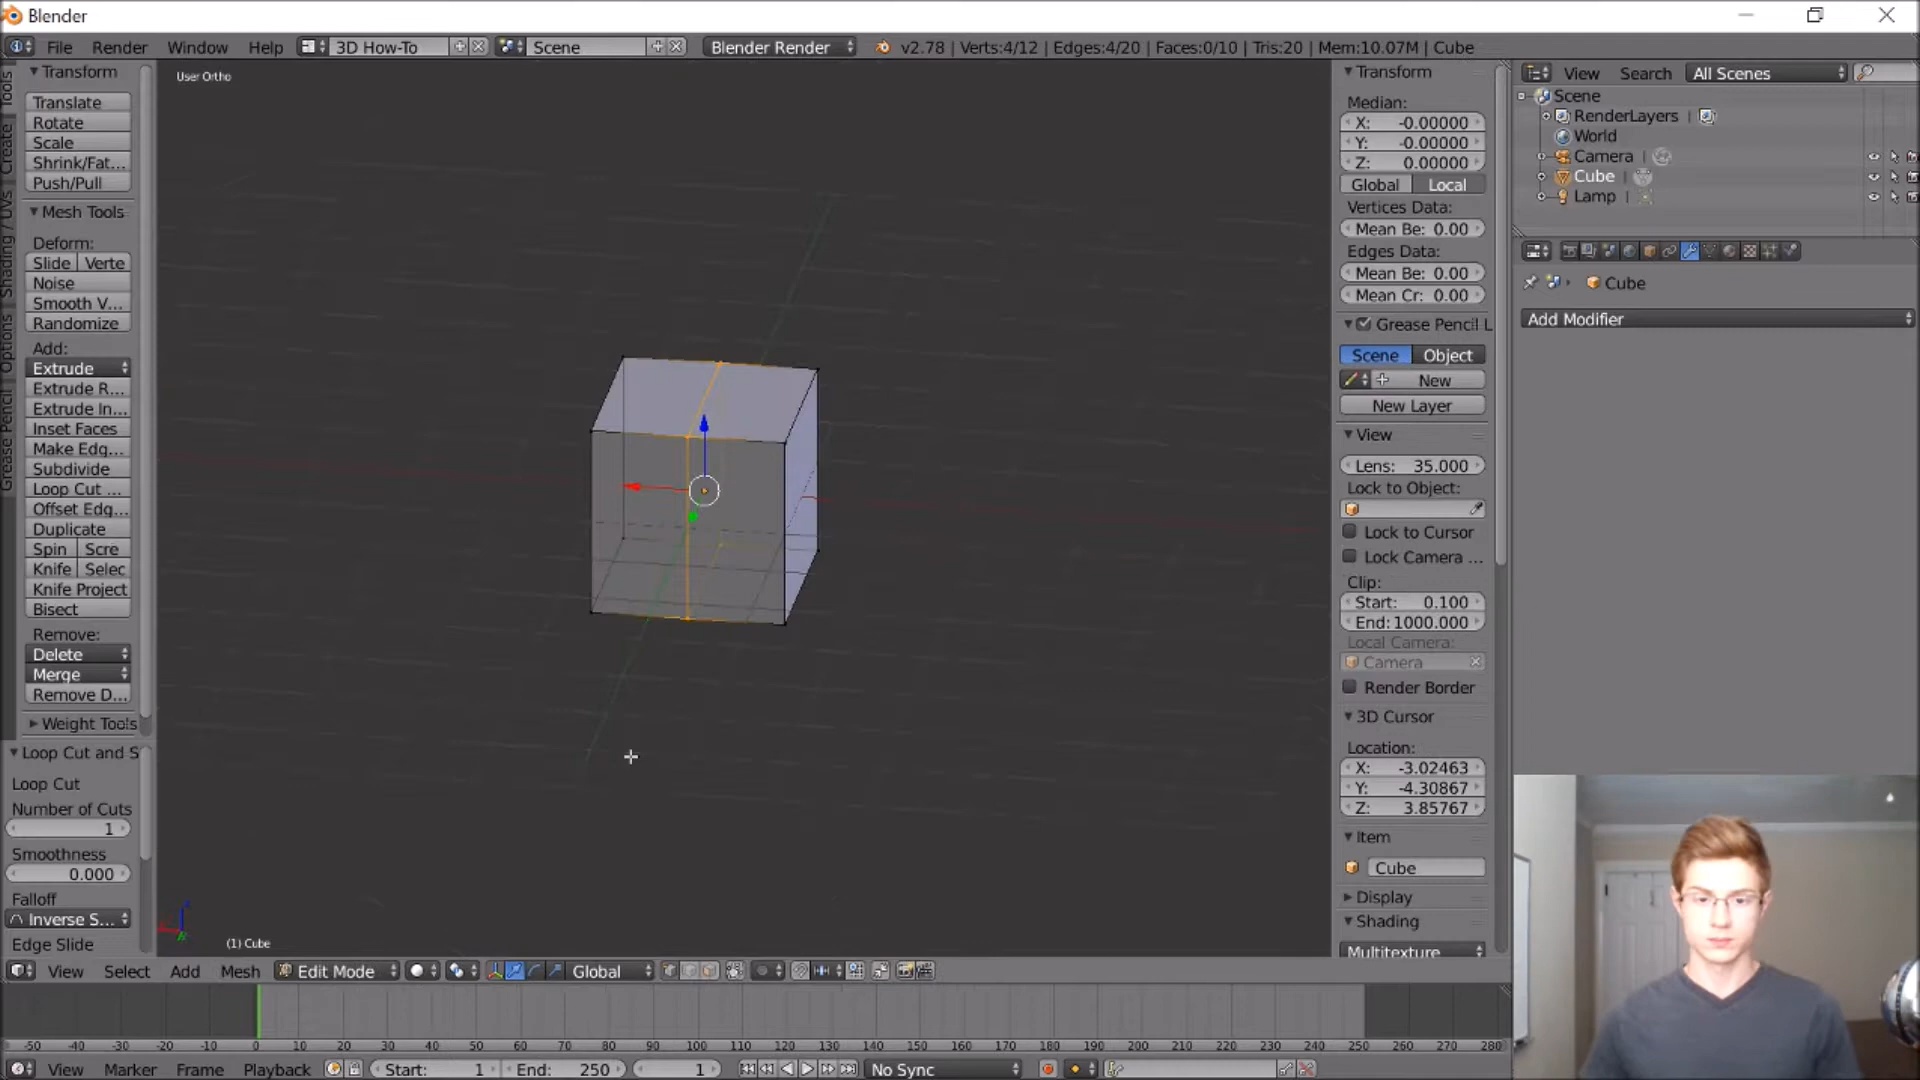 Blender
File Render Window Help 3D How-To Scene Blender Render v2.78 | Verts:4/12 | Edges:4/20 | Faces:0/10 | Tris:20 | Mem:10.07M | Cube
Tools
Create
Shading / UVs
Options
Grease Pencil
Transform
Translate
Rotate
Scale
Shrink/Fat...
Push/Pull
Mesh Tools
Deform:
Slide Verte
Noise
Smooth V...
Randomize
Add:
Extrude
Extrude R...
Extrude In...
Inset Faces
Make Edg...
Subdivide
Loop Cut ...
Offset Edg...
Duplicate
Spin Scre
Knife Selec
Knife Project
Bisect
Remove:
Delete
Merge
Remove D...
Weight Tools
Loop Cut and S
Loop Cut
Number of Cuts
1
Smoothness
0.000
Falloff
Inverse S...
Edge Slide
User Ortho
(1) Cube
Transform
Median:
X: -0.00000
Y: -0.00000
Z: 0.00000
Global Local
Vertices Data:
Mean Be: 0.00
Edges Data:
Mean Be: 0.00
Mean Cr: 0.00
Grease Pencil L
Scene Object
New
New Layer
View
Lens: 35.000
Lock to Object:
Lock to Cursor
Lock Camera ...
Clip:
Start: 0.100
End: 1000.000
Local Camera:
Camera
Render Border
3D Cursor
Location:
X: -3.02463
Y: -4.30867
Z: 3.85767
Item
Cube
Display
Shading
Multitexture
View Search All Scenes
Scene
RenderLayers |
World
Camera |
Cube |
Lamp |
Cube
Add Modifier
View Select Add Mesh Edit Mode Global
-50 -40 -30 -20 -10 0 10 20 30 40 50 60 70 80 90 100 110 120 130 140 150 160 170 180 190 200 210 220 230 240 250 260 270 280
View Marker Frame Playback Start: 1 End: 250 1 No Sync